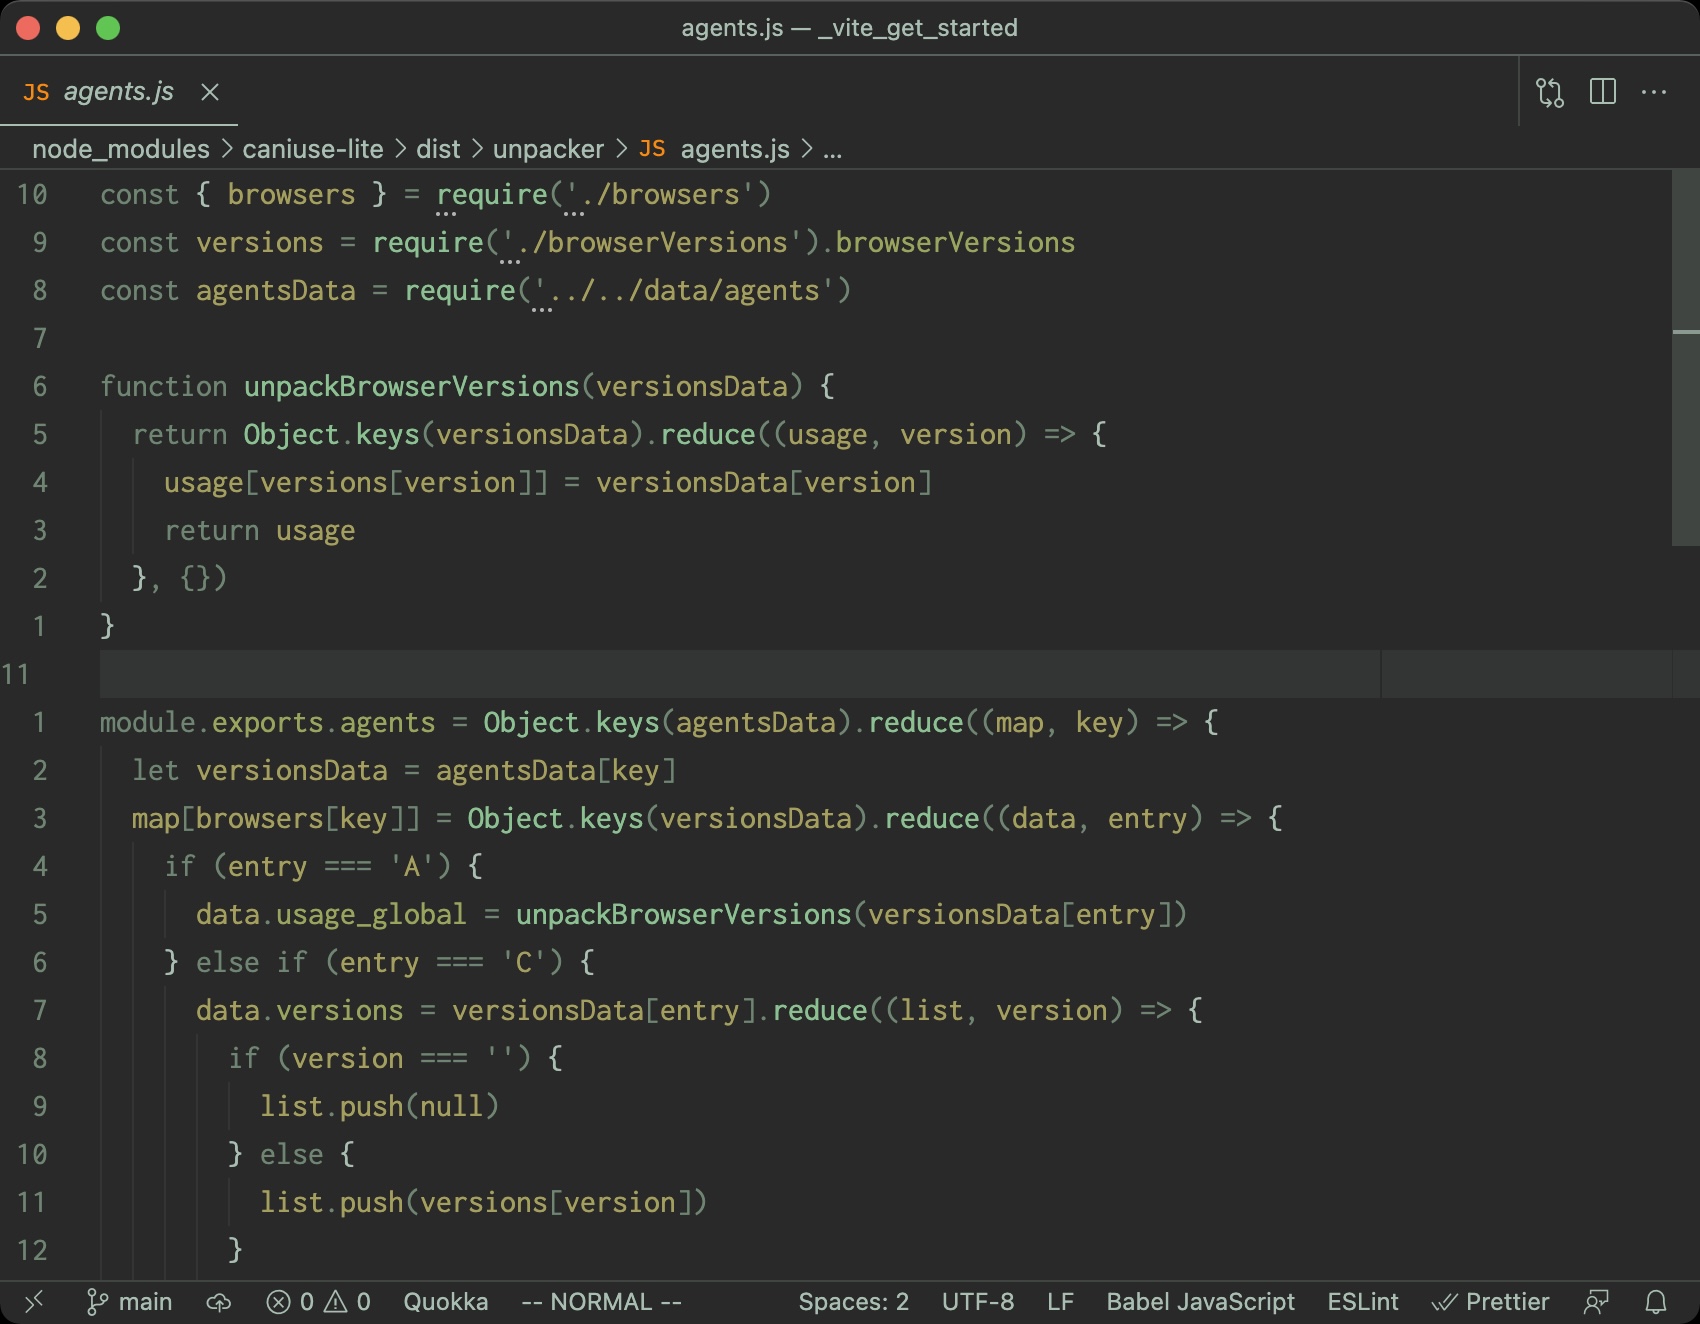 agents.js — _vite_get_started
JS agents.js
node_modules > caniuse-lite > dist > unpacker > JS agents.js > ...
10 const { browsers } = require('./browsers')
9 const versions = require('./browserVersions').browserVersions
8 const agentsData = require('../../data/agents')
7
6 function unpackBrowserVersions(versionsData) {
5   return Object.keys(versionsData).reduce((usage, version) => {
4     usage[versions[version]] = versionsData[version]
3     return usage
2   }, {})
1 }
11
1 module.exports.agents = Object.keys(agentsData).reduce((map, key) => {
2   let versionsData = agentsData[key]
3   map[browsers[key]] = Object.keys(versionsData).reduce((data, entry) => {
4     if (entry === 'A') {
5       data.usage_global = unpackBrowserVersions(versionsData[entry])
6     } else if (entry === 'C') {
7       data.versions = versionsData[entry].reduce((list, version) => {
8         if (version === '') {
9           list.push(null)
10         } else {
11           list.push(versions[version])
12         }
main 0 0 Quokka -- NORMAL -- Spaces: 2 UTF-8 LF Babel JavaScript ESLint Prettier